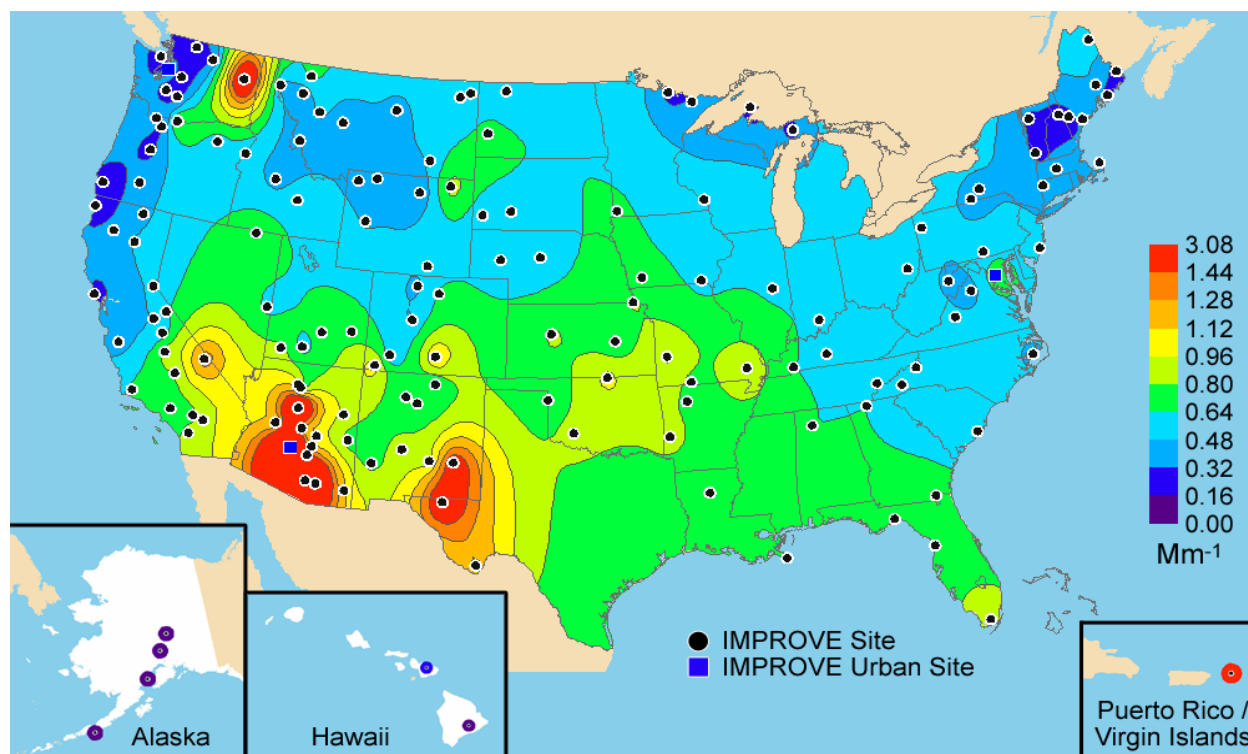 3.08
1.44
1.28
1.12
0.96
0.80
0.64
0.48
0.32
0.16
0.00
Mm-1
IMPROVE Site
IMPROVE Urban Site
Alaska
Hawaii
Puerto Rico /
Virgin Islands